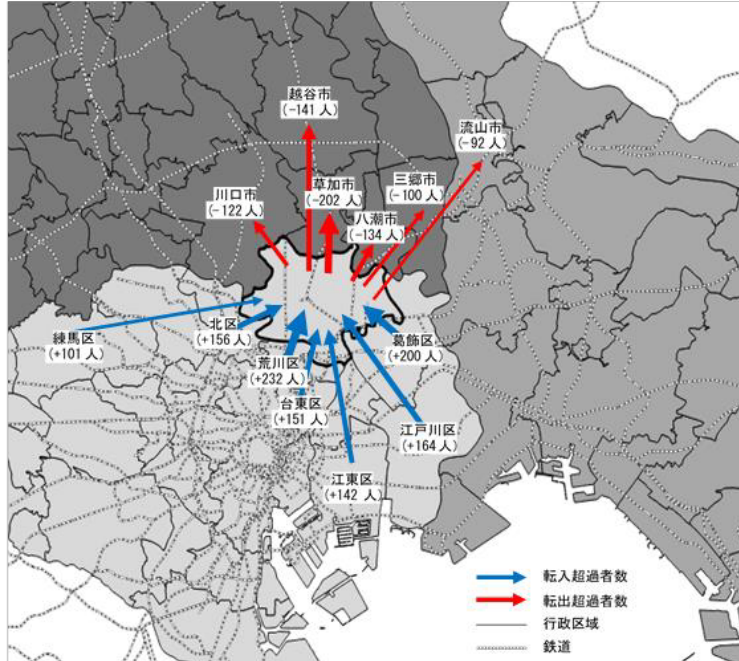 越谷市
(-141 人)
流山市
(-92 人)
草加市
(-202 人)
三郷市
(-100 人)
川口市
(-122 人)
八潮市
(-134 人)
練馬区
(+101 人)
北区
(+156 人)
葛飾区
(+200 人)
荒川区
(+232 人)
台東区
(+151 人)
江戸川区
(+164 人)
江東区
(+142 人)
転入超過者数
転出超過者数
行政区域
鉄道